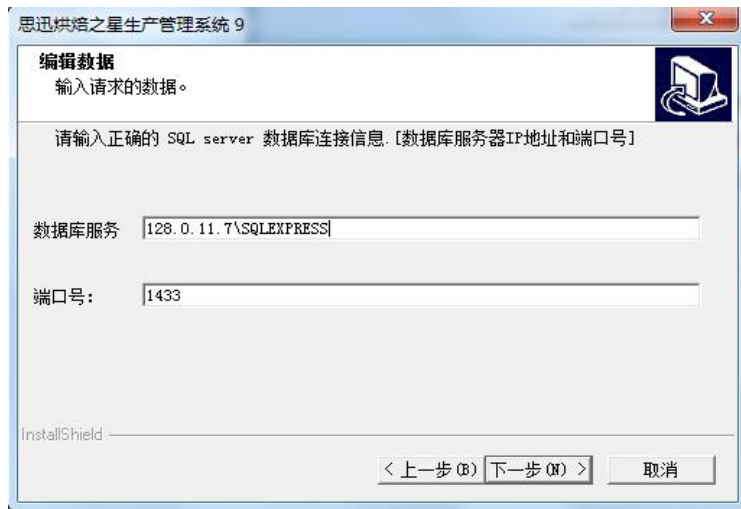 思迅烘焙之星生产管理系统 9
编辑数据
输入请求的数据。
请输入正确的 SQL server 数据库连接信息.[数据库服务器IP地址和端口号]
数据库服务 128.0.11.7\SQLEXPRESS
端口号: 1433
InstallShield
< 上一步(B) 下一步(N) > 取消